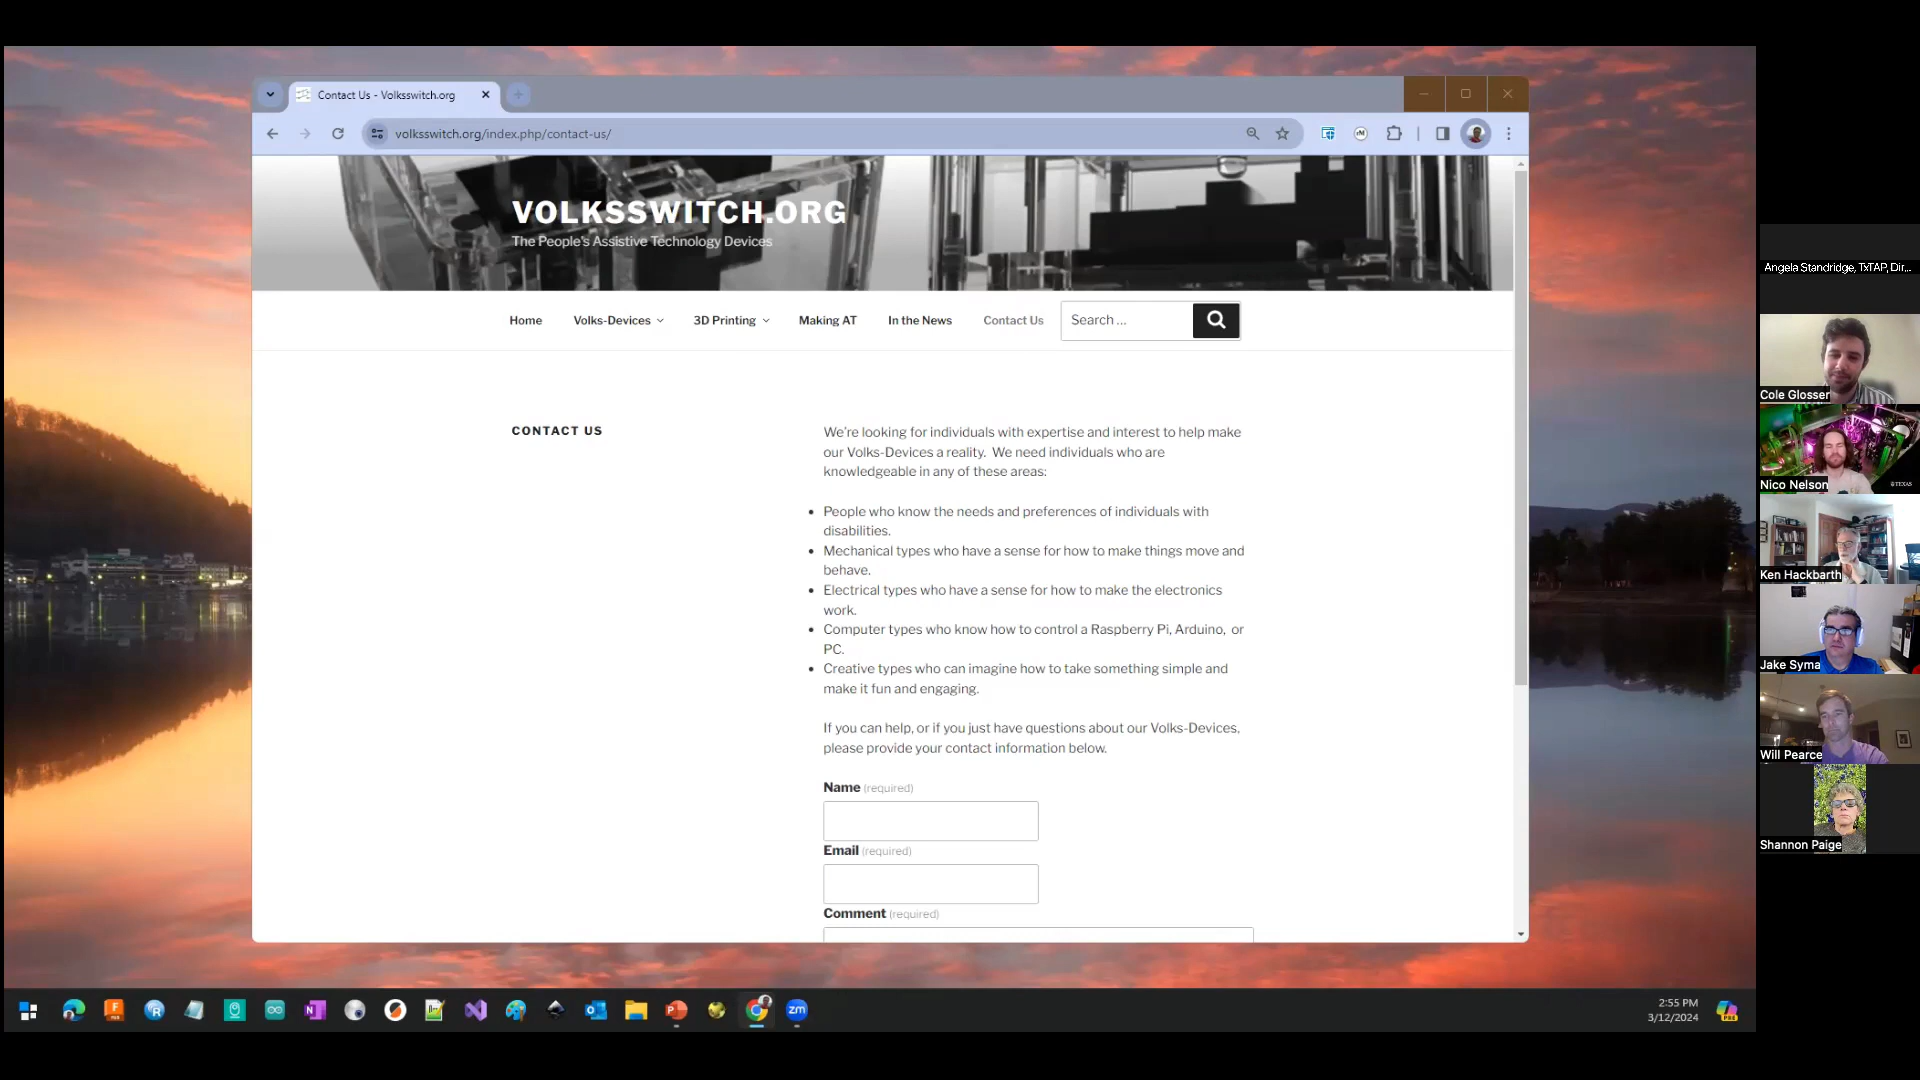 Contact Us - Volksswitch.org
volksswitch.org/index.php/contact-us/
VOLKSSWITCH.ORG
The People's Assistive Technology Devices
Home
Volks-Devices
3D Printing
Making AT
In the News
Contact Us
Search …
CONTACT US
We're looking for individuals with expertise and interest to help make
our Volks-Devices a reality. We need individuals who are
knowledgeable in any of these areas:
People who know the needs and preferences of individuals with
disabilities.
Mechanical types who have a sense for how to make things move and
behave.
Electrical types who have a sense for how to make the electronics
work.
Computer types who know how to control a Raspberry Pi, Arduino, or
PC.
Creative types who can imagine how to take something simple and
make it fun and engaging.
If you can help, or if you just have questions about our Volks-Devices,
please provide your contact information below.
Name (required)
Email (required)
Comment (required)
Angela Standridge, TxTAP, Dir...
Cole Glosser
Nico Nelson
TEXAS
Ken Hackbarth
Jake Syma
Will Pearce
Shannon Paige
zm
2:55 PM
3/12/2024